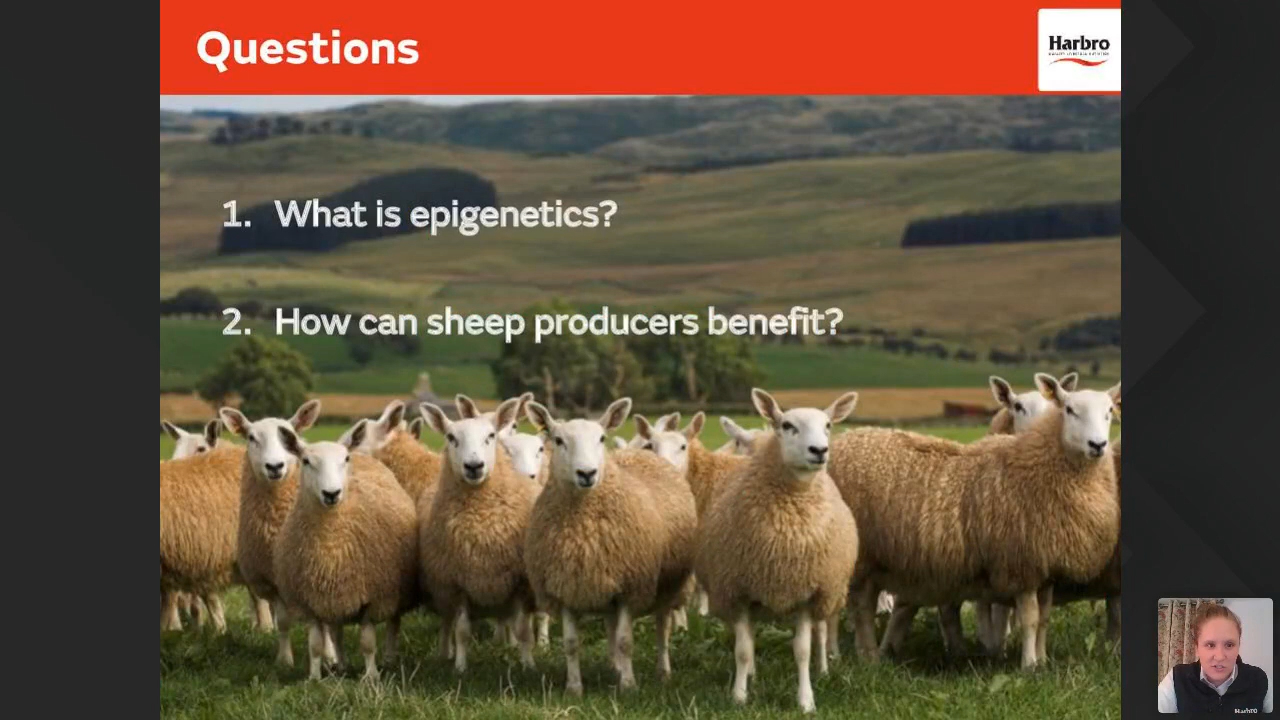 Questions
Harbro
1. What is epigenetics?
2. How can sheep producers benefit?